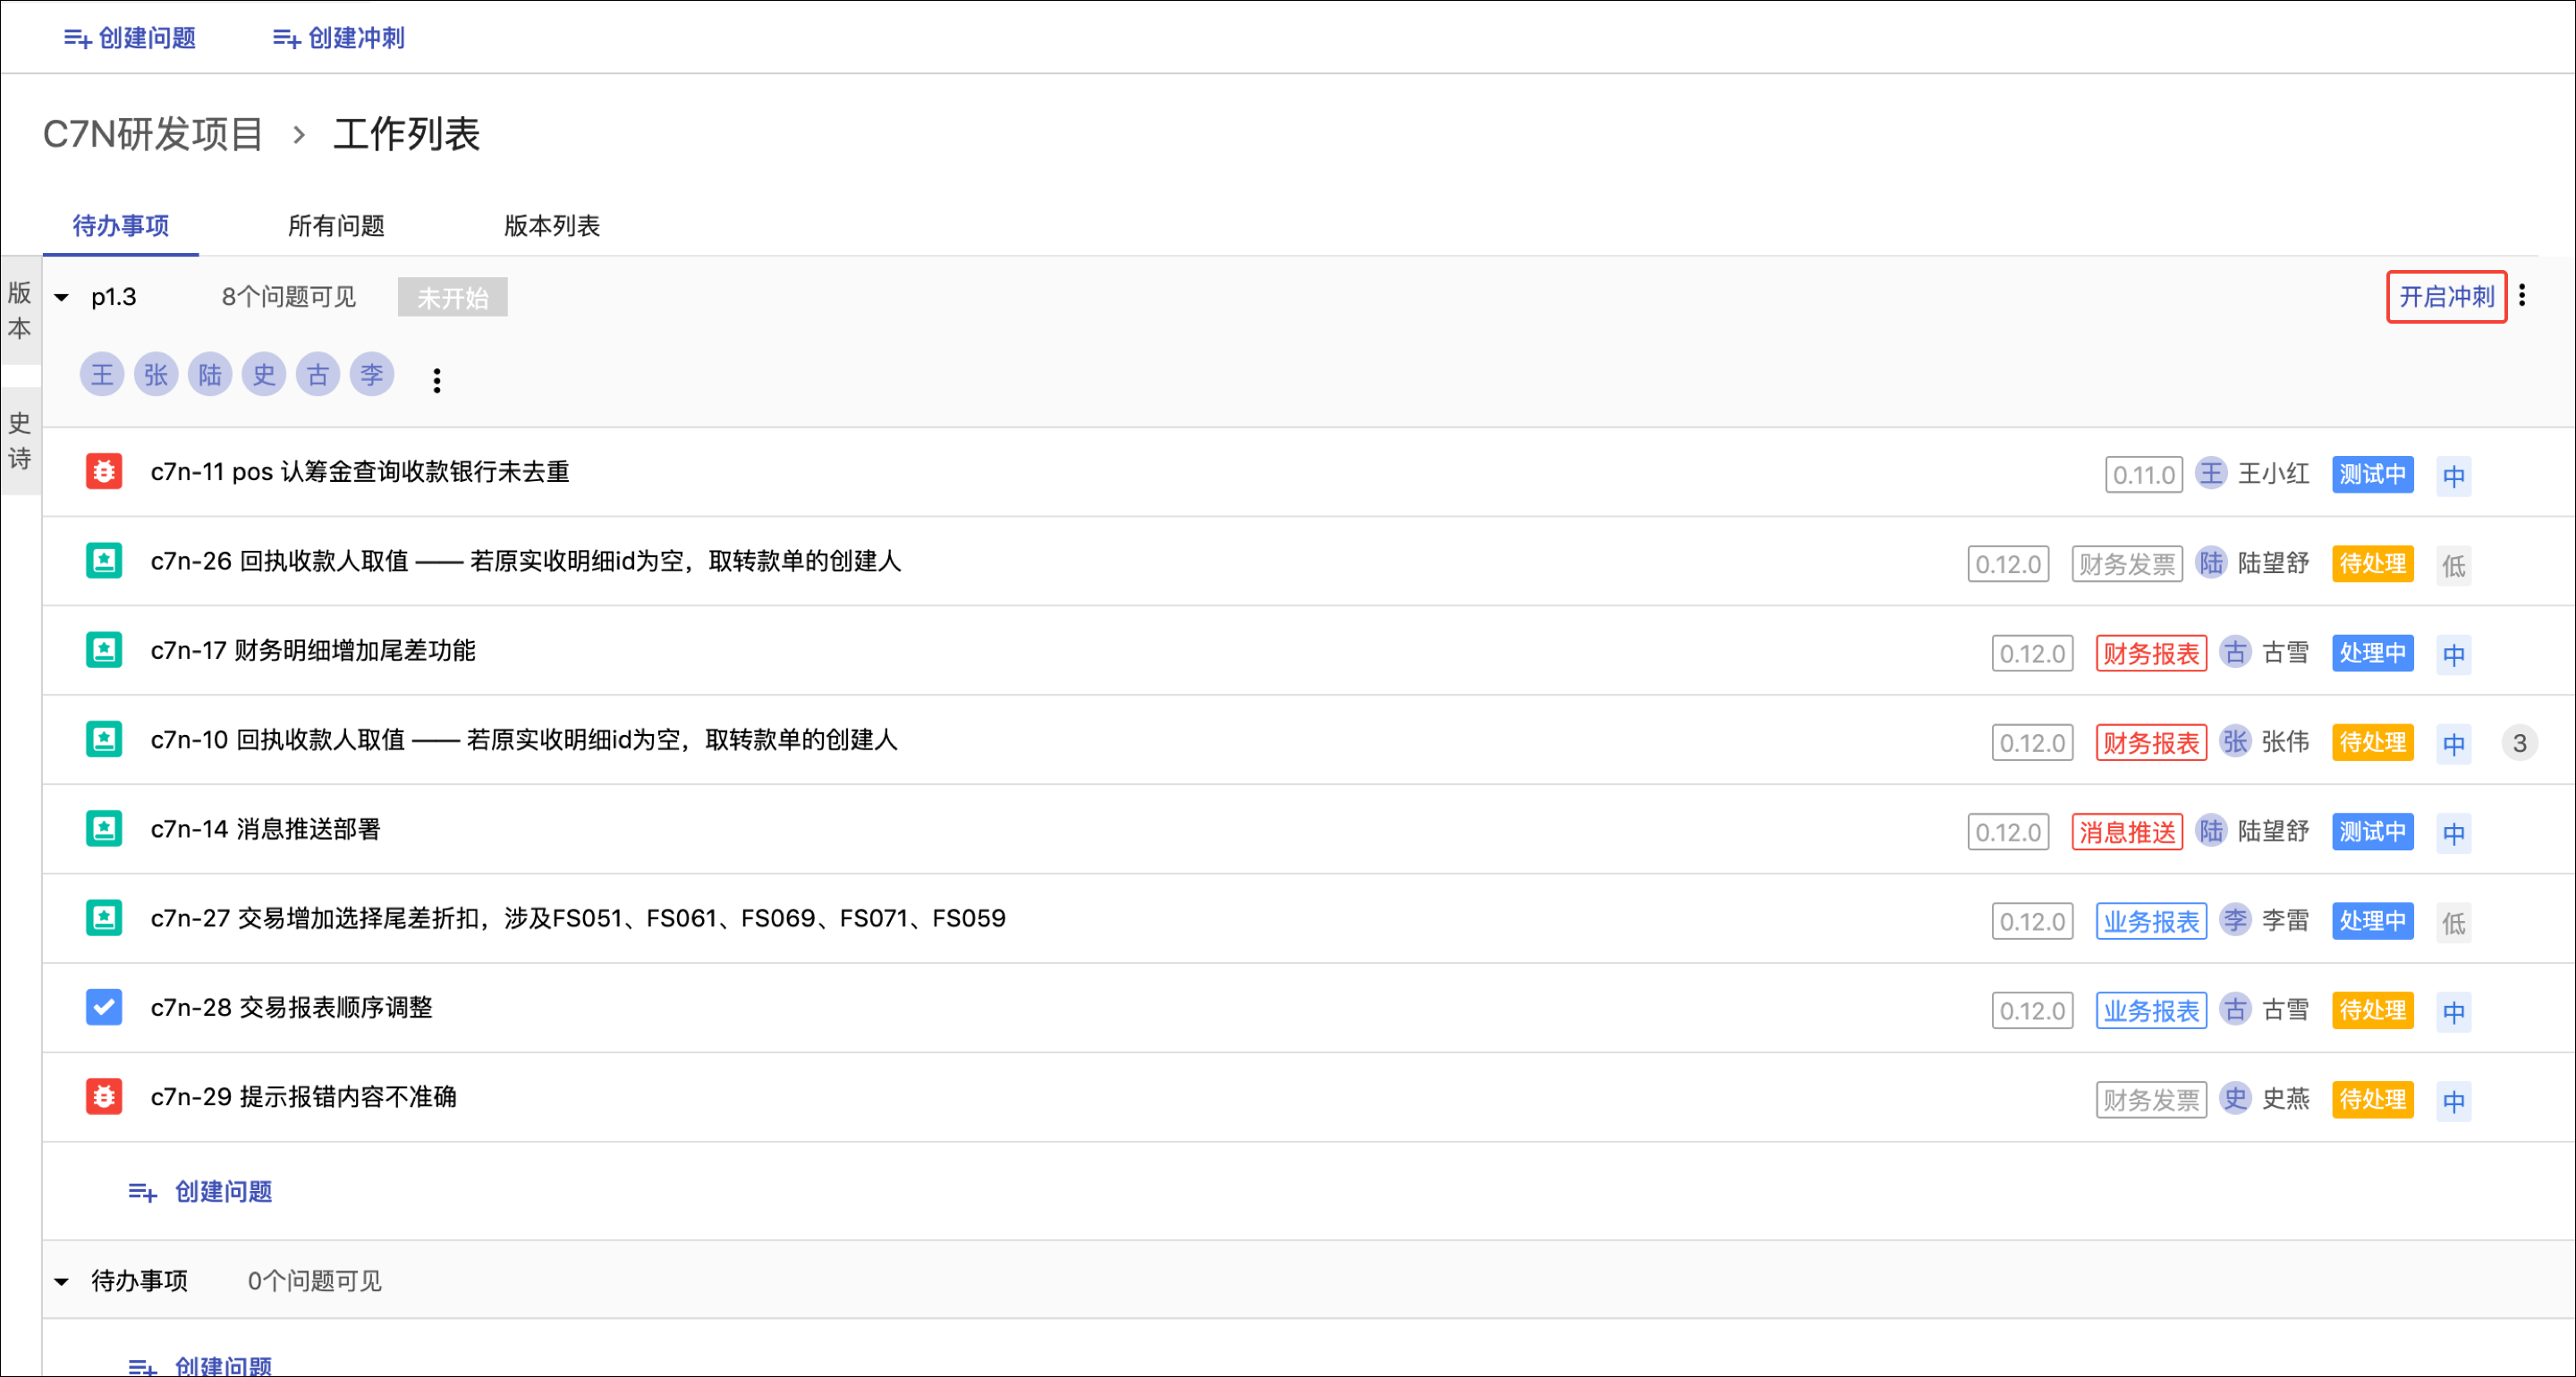 创建问题 创建冲刺
C7N研发项目 › 工作列表
待办事项 所有问题 版本列表
版本
史诗
p1.3 8个问题可见 未开始 开启冲刺
王 张 陆 史 古 李
c7n-11 pos 认筹金查询收款银行未去重 0.11.0 王 王小红 测试中 中
c7n-26 回执收款人取值 —— 若原实收明细id为空，取转款单的创建人 0.12.0 财务发票 陆 陆望舒 待处理 低
c7n-17 财务明细增加尾差功能 0.12.0 财务报表 古 古雪 处理中 中
c7n-10 回执收款人取值 —— 若原实收明细id为空，取转款单的创建人 0.12.0 财务报表 张 张伟 待处理 中 3
c7n-14 消息推送部署 0.12.0 消息推送 陆 陆望舒 测试中 中
c7n-27 交易增加选择尾差折扣，涉及FS051、FS061、FS069、FS071、FS059 0.12.0 业务报表 李 李雷 处理中 低
c7n-28 交易报表顺序调整 0.12.0 业务报表 古 古雪 待处理 中
c7n-29 提示报错内容不准确 财务发票 史 史燕 待处理 中
创建问题
待办事项 0个问题可见
创建问题